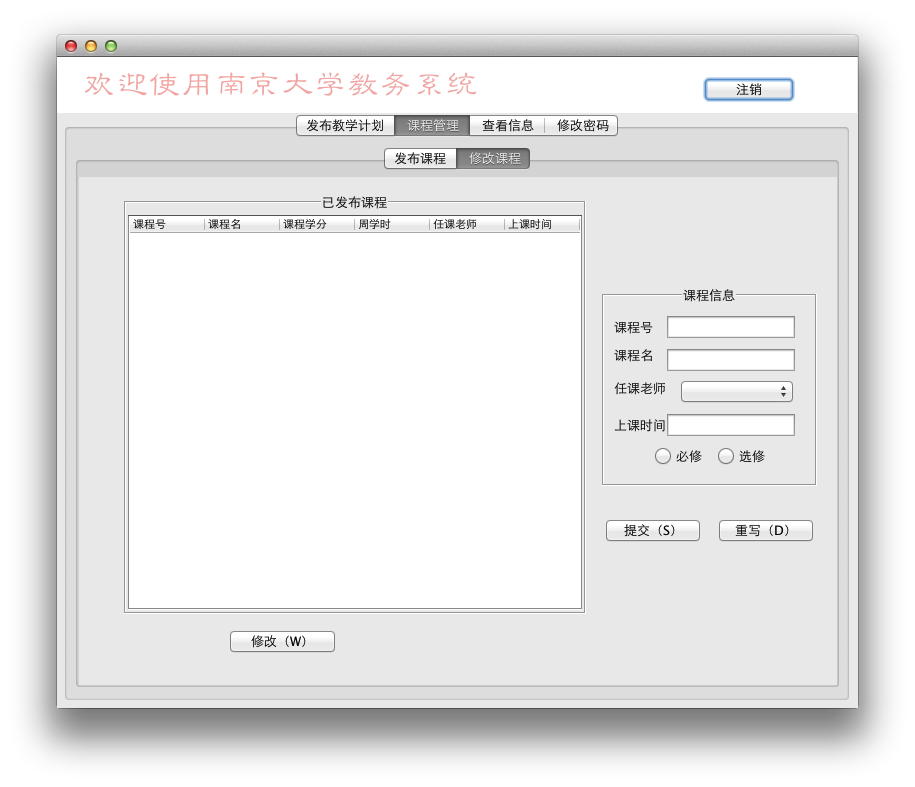 欢迎使用南京大学教务系统
注销
发布教学计划 课程管理 查看信息 修改密码
发布课程 修改课程
已发布课程
课程号 课程名 课程学分 周学时 任课老师 上课时间
课程信息
课程号
课程名
任课老师
上课时间
必修 选修
提交（S） 重写（D）
修改（W）